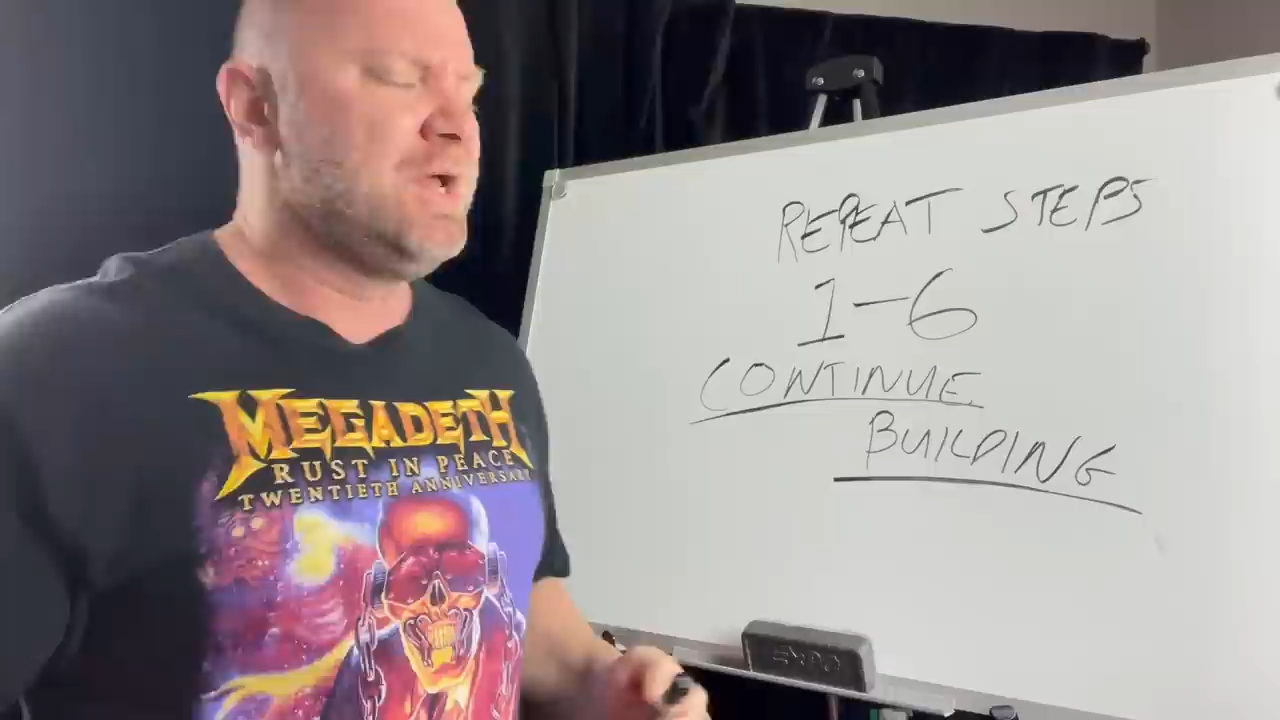 REPEAT STEPS
1-6
CONTINUE
BUILDING
MEGADETH
RUST IN PEACE
TWENTIETH ANNIVERSARY
EXPO